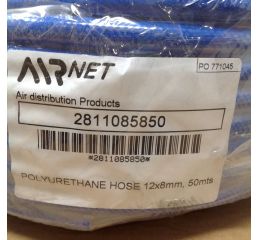 AIRNET
PO 771045
Air distribution Products
2811085850
*2811085850*
POLYURETHANE HOSE 12x8mm, 50mts